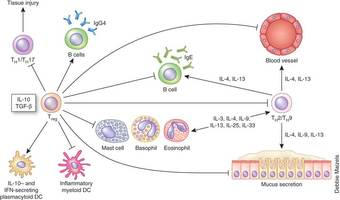 Tissue injury
IgG4
TH1/TH17
B cells
IgE
B cell
IL-4, IL-13
Blood vessel
IL-4, IL-13
IL-10
TGF-β
Treg
IL-3, IL-4, IL-9,
IL-13, IL-25, IL-33
TH2/TH9
Mast cell
Basophil
Eosinophil
IL-4, IL-9, IL-13
IL-10– and
IFN-secreting
plasmacytoid DC
Inflammatory
myeloid DC
Mucus secretion
Debbie Maizels